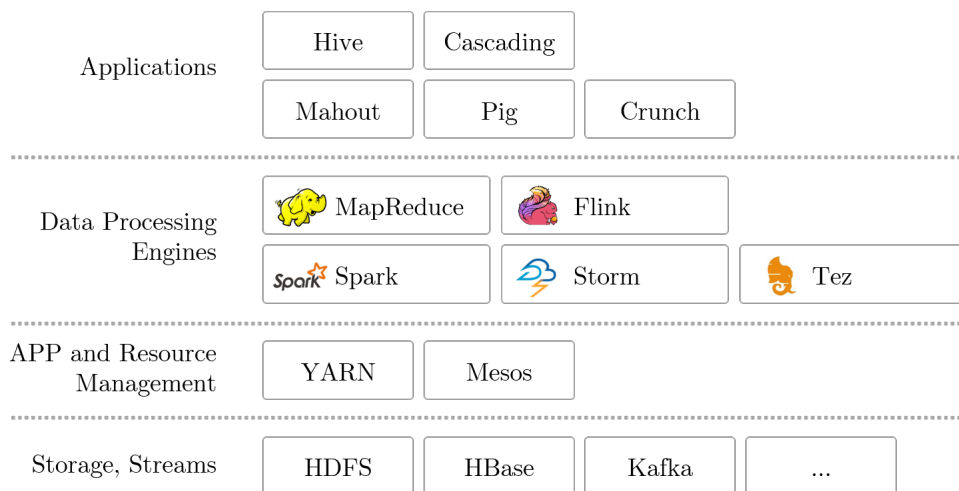 Hive
Cascading
Applications
Mahout
Pig
Crunch
MapReduce
Flink
Data Processing
Engines
Spark Spark
Storm
Tez
APP and Resource
Management
YARN
Mesos
Storage, Streams
HDFS
HBase
Kafka
...